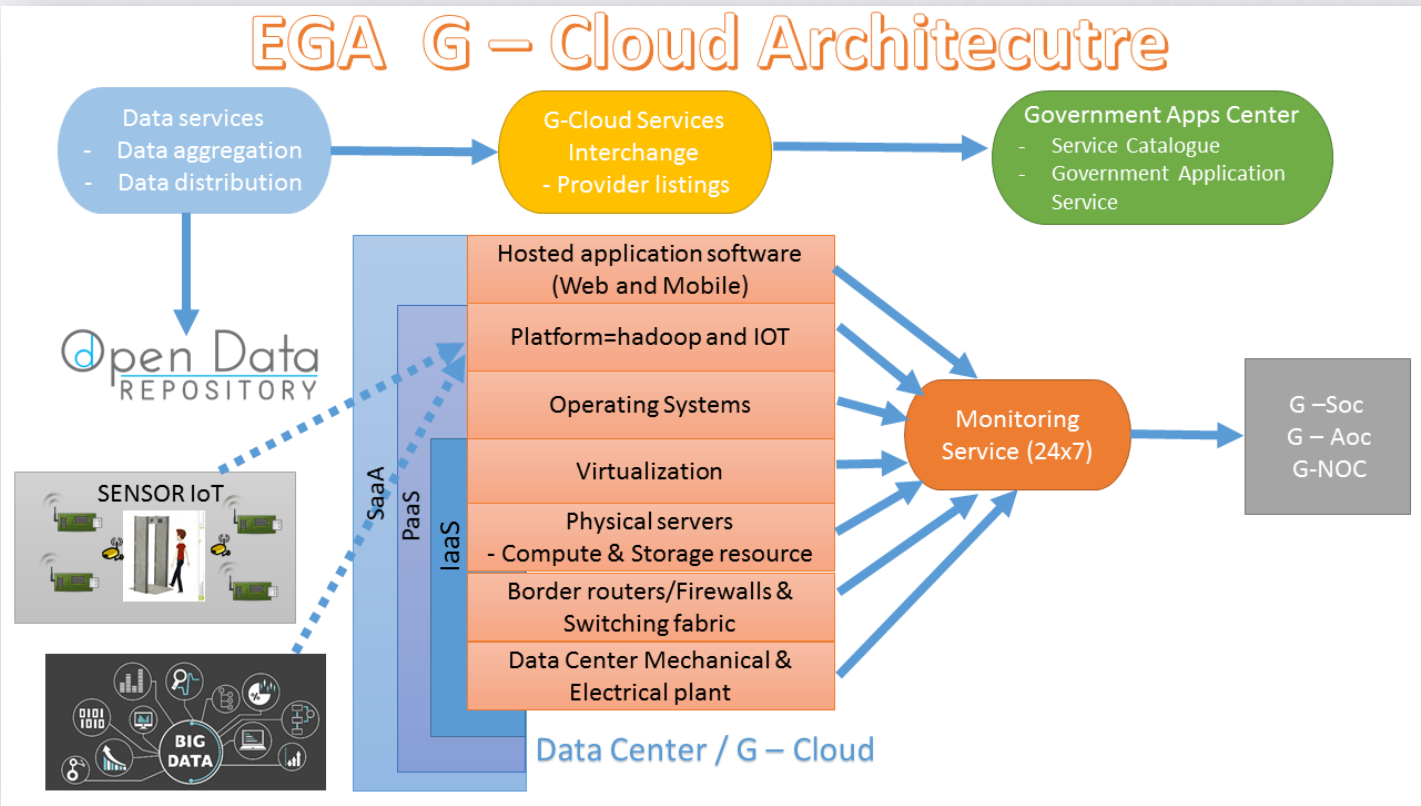 EGA G – Cloud Architecutre
Data services
- Data aggregation
- Data distribution
G-Cloud Services
Interchange
- Provider listings
Government Apps Center
- Service Catalogue
- Government Application
Service
Open Data
REPOSITORY
SENSOR IoT
0101
1010
%
BIG
DATA
SaaA
PaaS
IaaS
Hosted application software
(Web and Mobile)
Platform=hadoop and IOT
Operating Systems
Virtualization
Physical servers
- Compute & Storage resource
Border routers/Firewalls &
Switching fabric
Data Center Mechanical &
Electrical plant
Data Center / G – Cloud
Monitoring
Service (24x7)
G –Soc
G – Aoc
G-NOC